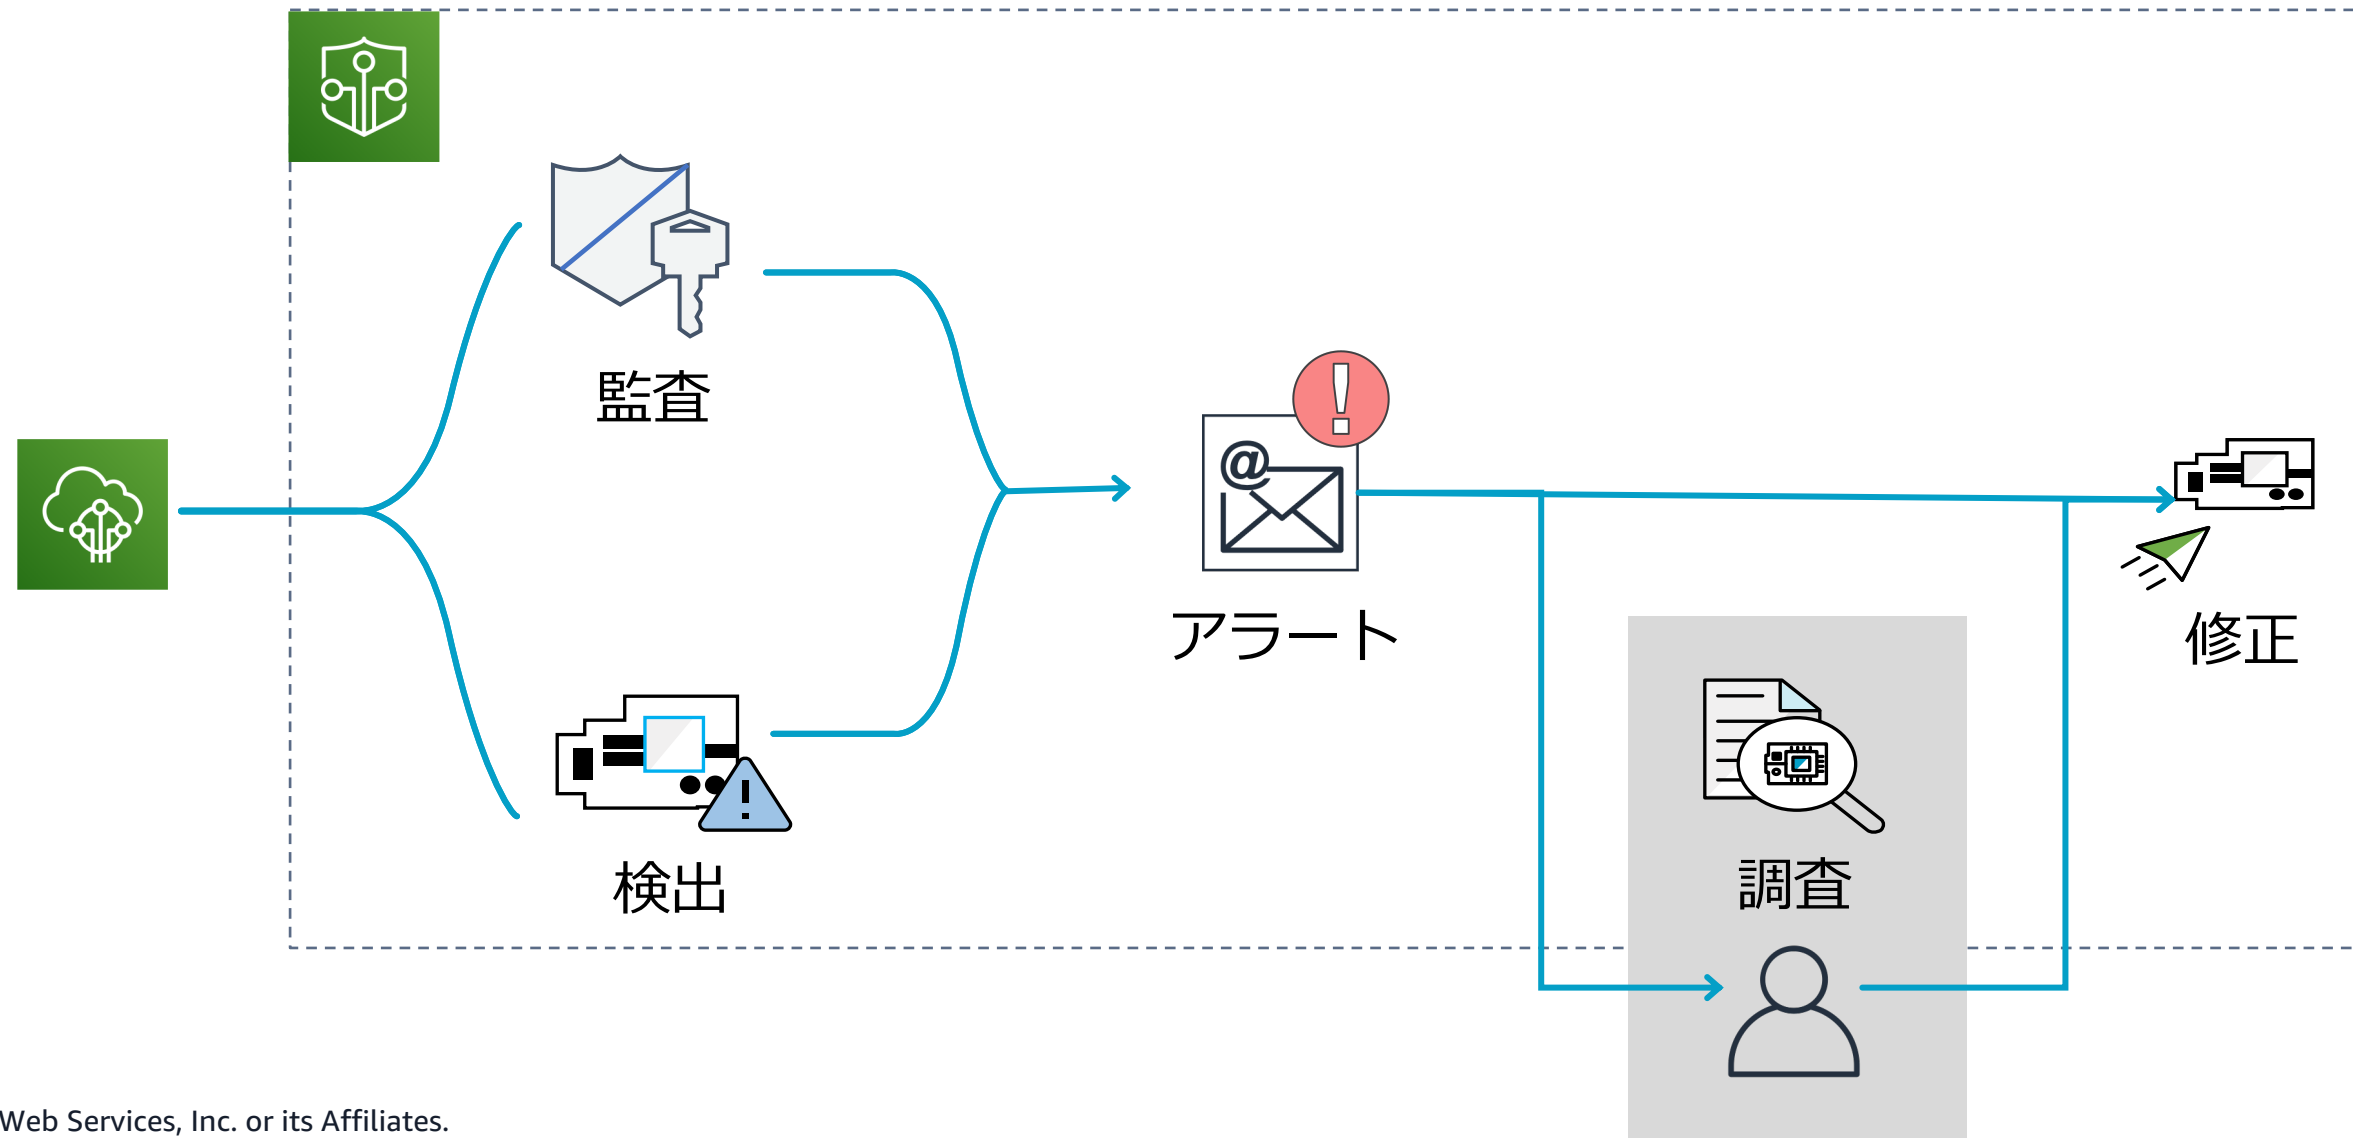 監査
アラート
修正
検出
調査
Web Services, Inc. or its Affiliates.